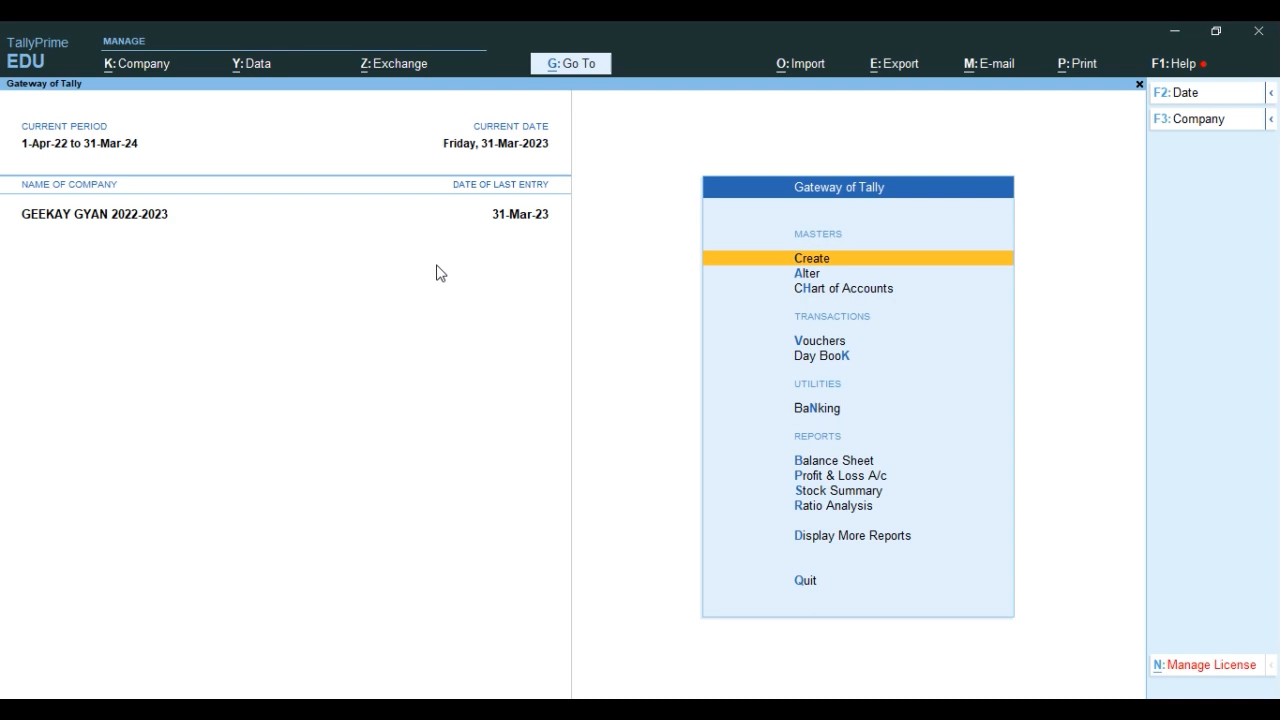 TallyPrime
EDU
MANAGE
K: Company
Y: Data
Z: Exchange
G: Go To
O: Import
E: Export
M: E-mail
P: Print
F1: Help
Gateway of Tally
CURRENT PERIOD
1-Apr-22 to 31-Mar-24
CURRENT DATE
Friday, 31-Mar-2023
NAME OF COMPANY
DATE OF LAST ENTRY
GEEKAY GYAN 2022-2023
31-Mar-23
Gateway of Tally
MASTERS
Create
Alter
CHart of Accounts
TRANSACTIONS
Vouchers
Day BooK
UTILITIES
BaNking
REPORTS
Balance Sheet
Profit & Loss A/c
Stock Summary
Ratio Analysis
Display More Reports
Quit
F2: Date
F3: Company
N: Manage License